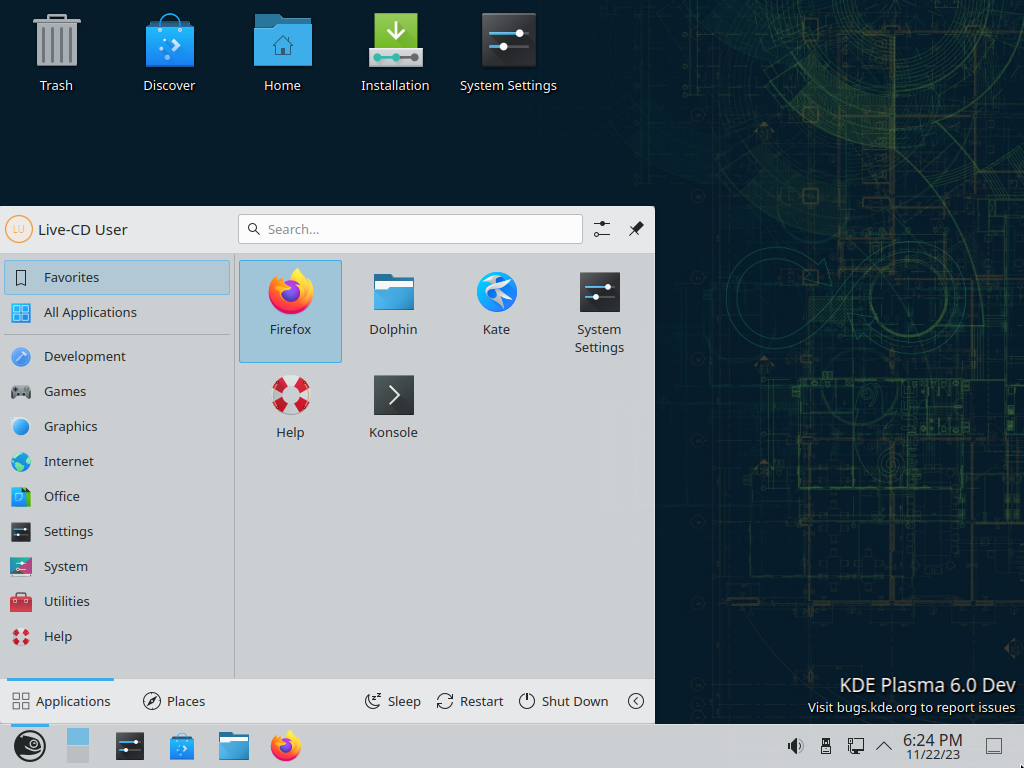 Trash
Discover
Home
Installation
System Settings
LU
Live-CD User
Search...
Favorites
All Applications
Development
Games
Graphics
Internet
Office
Settings
System
Utilities
Help
Firefox
Dolphin
Kate
System
Settings
Help
Konsole
Applications
Places
Sleep
Restart
Shut Down
KDE Plasma 6.0 Dev
Visit bugs.kde.org to report issues
6:24 PM
11/22/23